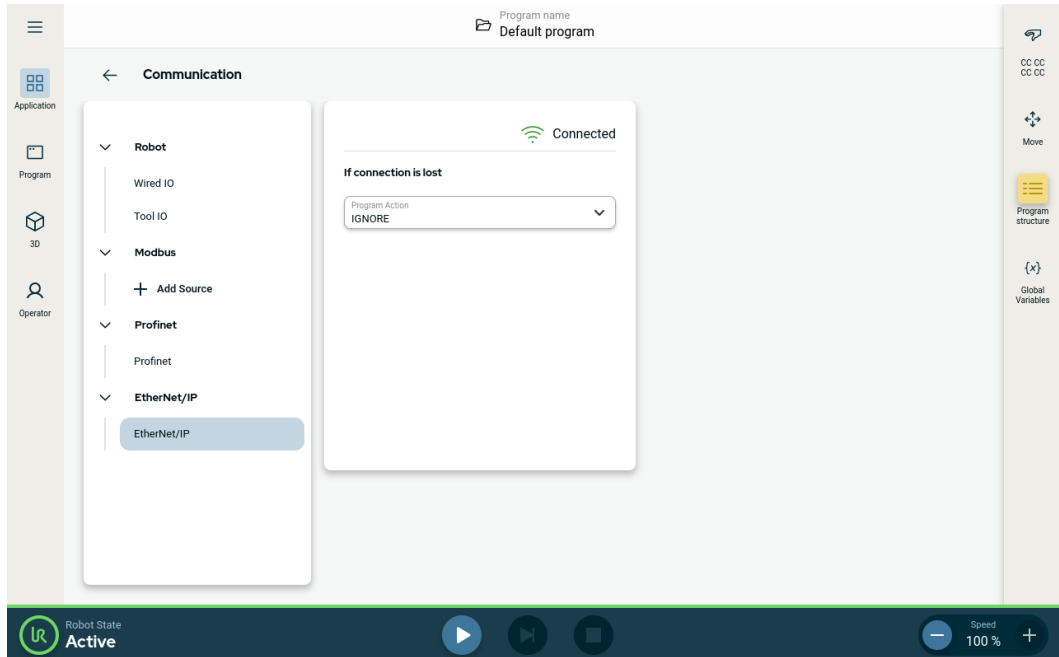 Program name
Default program
Application
Program
3D
Operator
Communication
Robot
Wired IO
Tool IO
Modbus
Add Source
Profinet
Profinet
EtherNet/IP
EtherNet/IP
Connected
If connection is lost
Program Action
IGNORE
CC CC
CC CC
Move
Program
structure
{x}
Global
Variables
UR
Robot State
Active
Speed
100 %